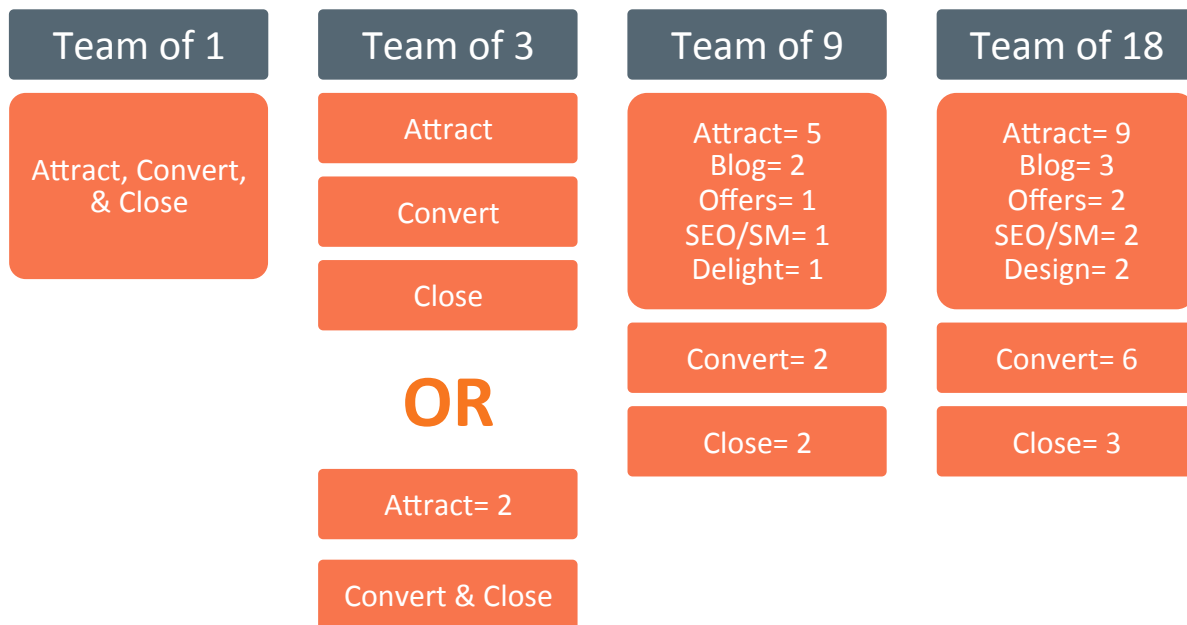 Team of 1
Attract, Convert,
& Close
Team of 3
Attract
Convert
Close
OR
Attract= 2
Convert & Close
Team of 9
Attract= 5
Blog= 2
Offers= 1
SEO/SM= 1
Delight= 1
Convert= 2
Close= 2
Team of 18
Attract= 9
Blog= 3
Offers= 2
SEO/SM= 2
Design= 2
Convert= 6
Close= 3